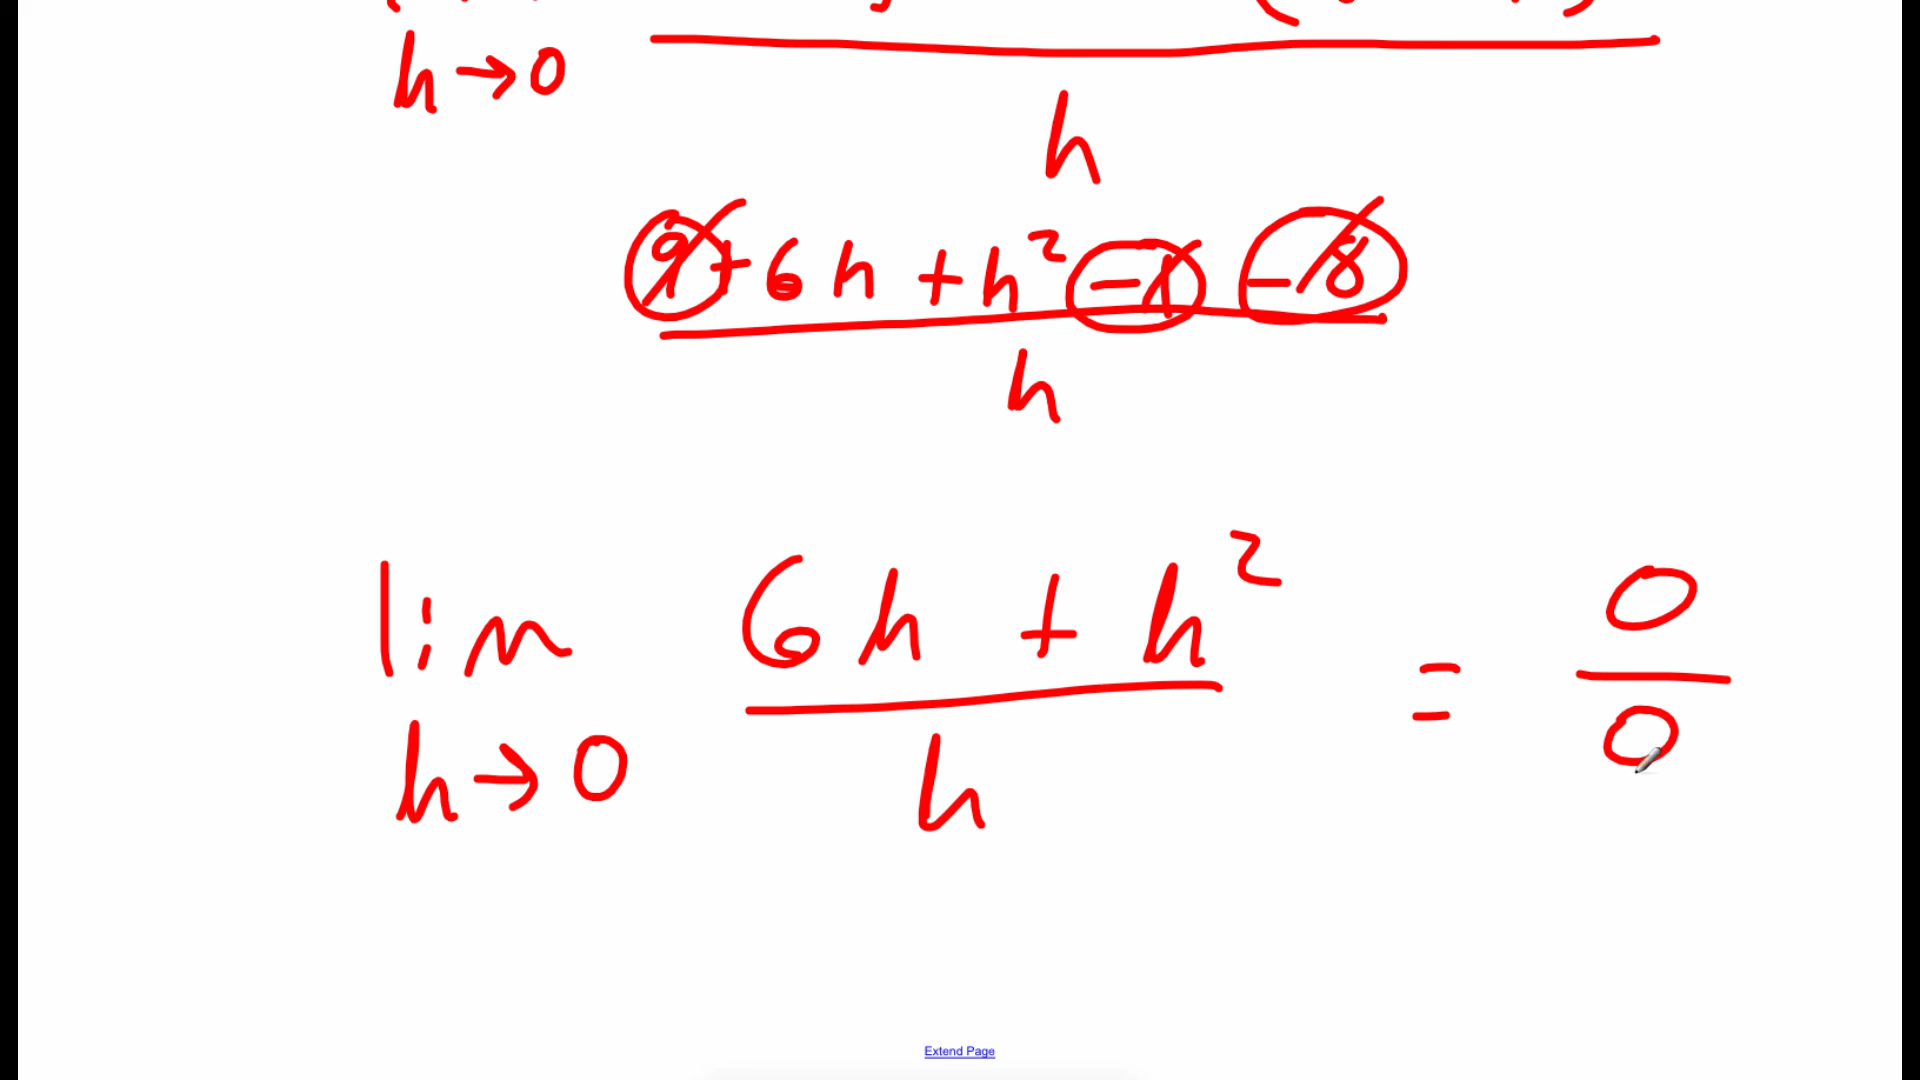 h→0
h
9+6h+h²-1-8
h
lim 6h + h² = 0
h→0 h 0
Extend Page